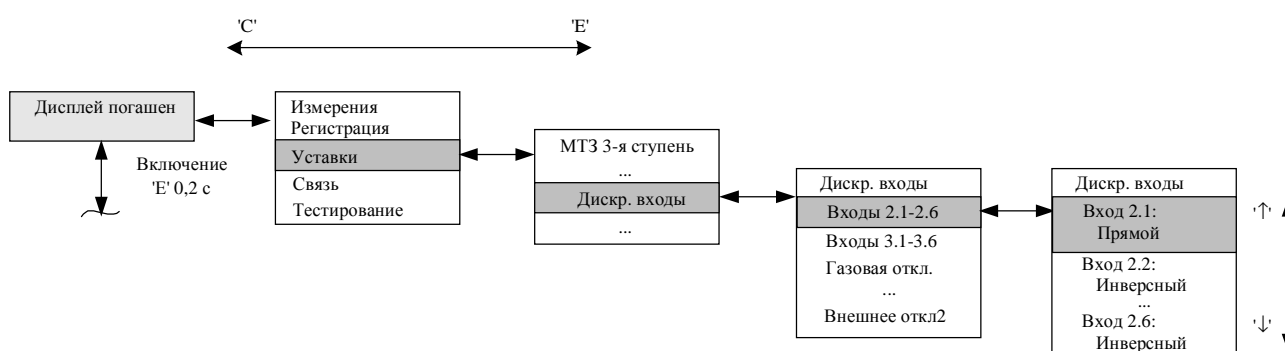 'C'
'E'
Дисплей погашен
Включение
'E' 0,2 с
Измерения
Регистрация
Уставки
Связь
Тестирование
МТЗ 3-я ступень
...
Дискр. входы
...
Дискр. входы
Входы 2.1-2.6
Входы 3.1-3.6
Газовая откл.
...
Внешнее откл2
Дискр. входы
Вход 2.1:
Прямой
Вход 2.2:
Инверсный
...
Вход 2.6:
Инверсный
'↑'
'↓'